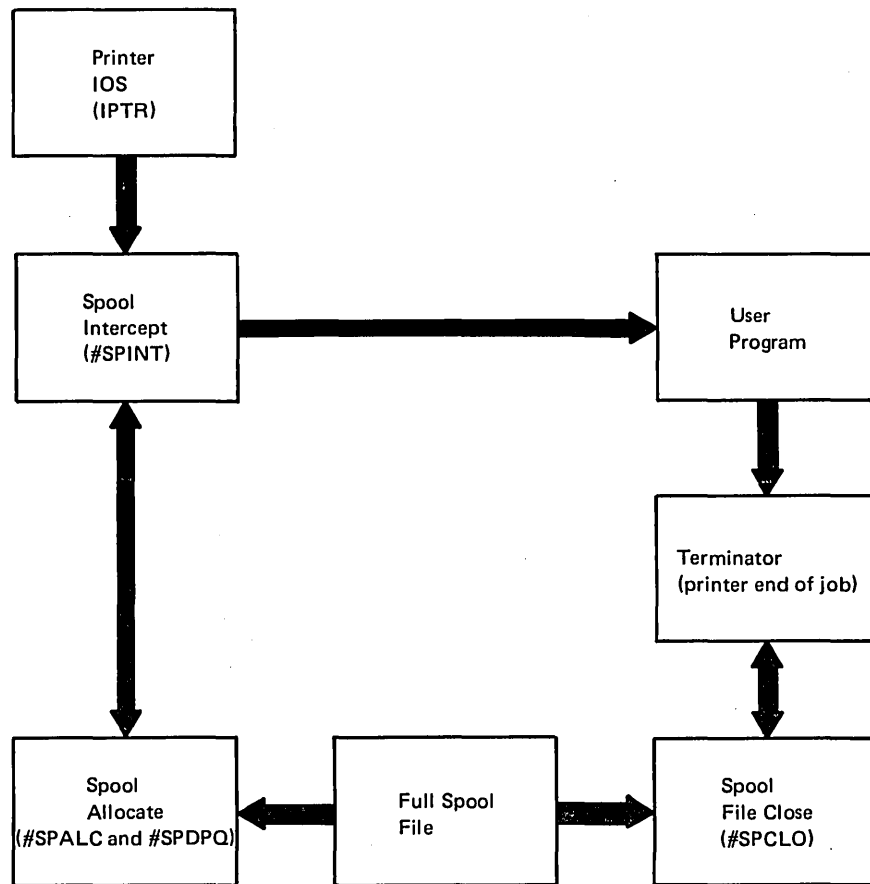 Printer
IOS
(IPTR)
Spool
Intercept
(#SPINT)
User
Program
Terminator
(printer end of job)
Spool
Allocate
(#SPALC and #SPDPQ)
Full Spool
File
Spool
File Close
(#SPCLO)